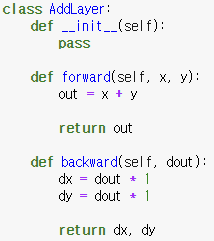 class AddLayer:
    def __init__(self):
        pass

    def forward(self, x, y):
        out = x + y

        return out

    def backward(self, dout):
        dx = dout * 1
        dy = dout * 1

        return dx, dy